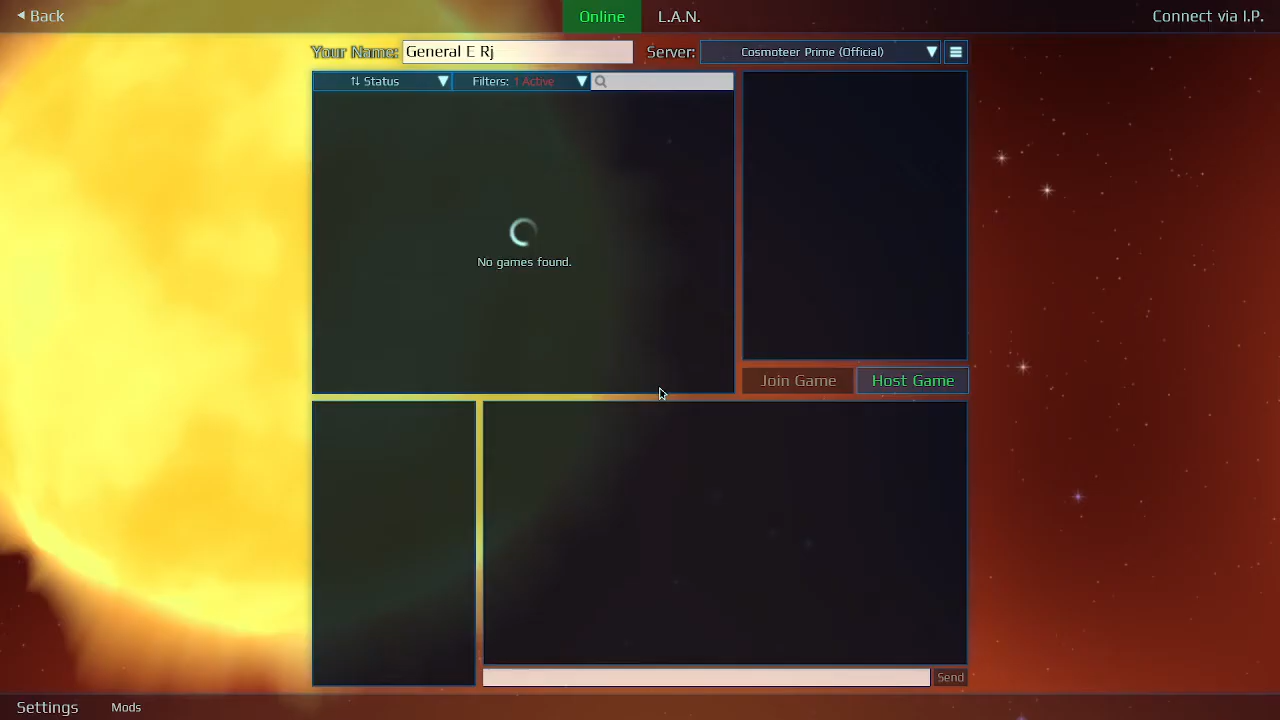 Back
Online
L.A.N.
Connect via I.P.
Your Name: General E Rj
Server: Cosmoteer Prime (Official)
Status
Filters: 1 Active
No games found.
Join Game
Host Game
Send
Settings
Mods